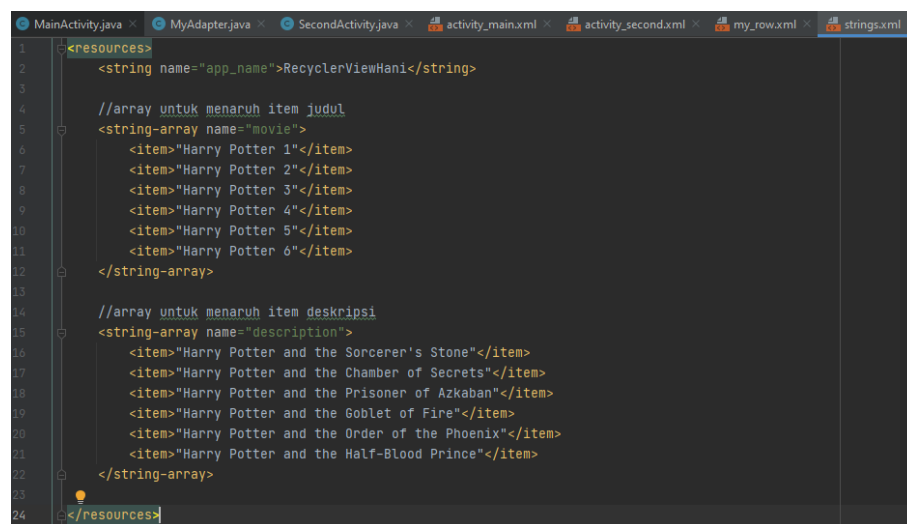 MainActivity.java × MyAdapter.java × SecondActivity.java × activity_main.xml × activity_second.xml × my_row.xml × strings.xml
1 <resources>
2 <string name="app_name">RecyclerViewHani</string>
3
4 //array untuk menaruh item judul
5 <string-array name="movie">
6 <item>"Harry Potter 1"</item>
7 <item>"Harry Potter 2"</item>
8 <item>"Harry Potter 3"</item>
9 <item>"Harry Potter 4"</item>
10 <item>"Harry Potter 5"</item>
11 <item>"Harry Potter 6"</item>
12 </string-array>
13
14 //array untuk menaruh item deskripsi
15 <string-array name="description">
16 <item>"Harry Potter and the Sorcerer's Stone"</item>
17 <item>"Harry Potter and the Chamber of Secrets"</item>
18 <item>"Harry Potter and the Prisoner of Azkaban"</item>
19 <item>"Harry Potter and the Goblet of Fire"</item>
20 <item>"Harry Potter and the Order of the Phoenix"</item>
21 <item>"Harry Potter and the Half-Blood Prince"</item>
22 </string-array>
23
24 </resources>